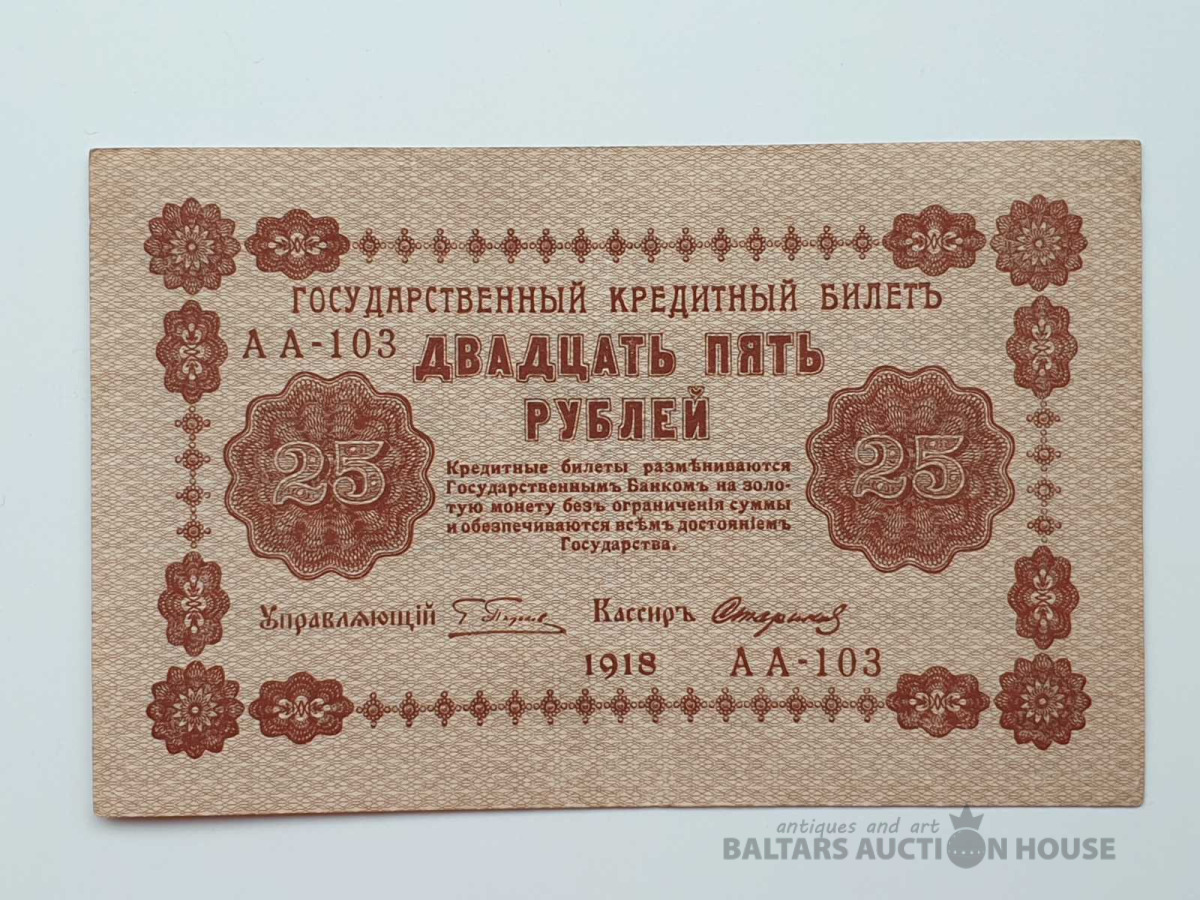 ГОСУДАРСТВЕННЫЙ КРЕДИТНЫЙ БИЛЕТЪ
АА-103
ДВАДЦАТЬ ПЯТЬ
РУБЛЕЙ
25
25
Кредитные билеты размѣниваются
Государственнымъ Банкомъ на золо-
тую монету безъ ограниченія суммы
и обезпечиваются всѣмъ достояніемъ
Государства.
Управляющій
Кассиръ
1918 АА-103
antiques and art
BALTARS AUCTION HOUSE